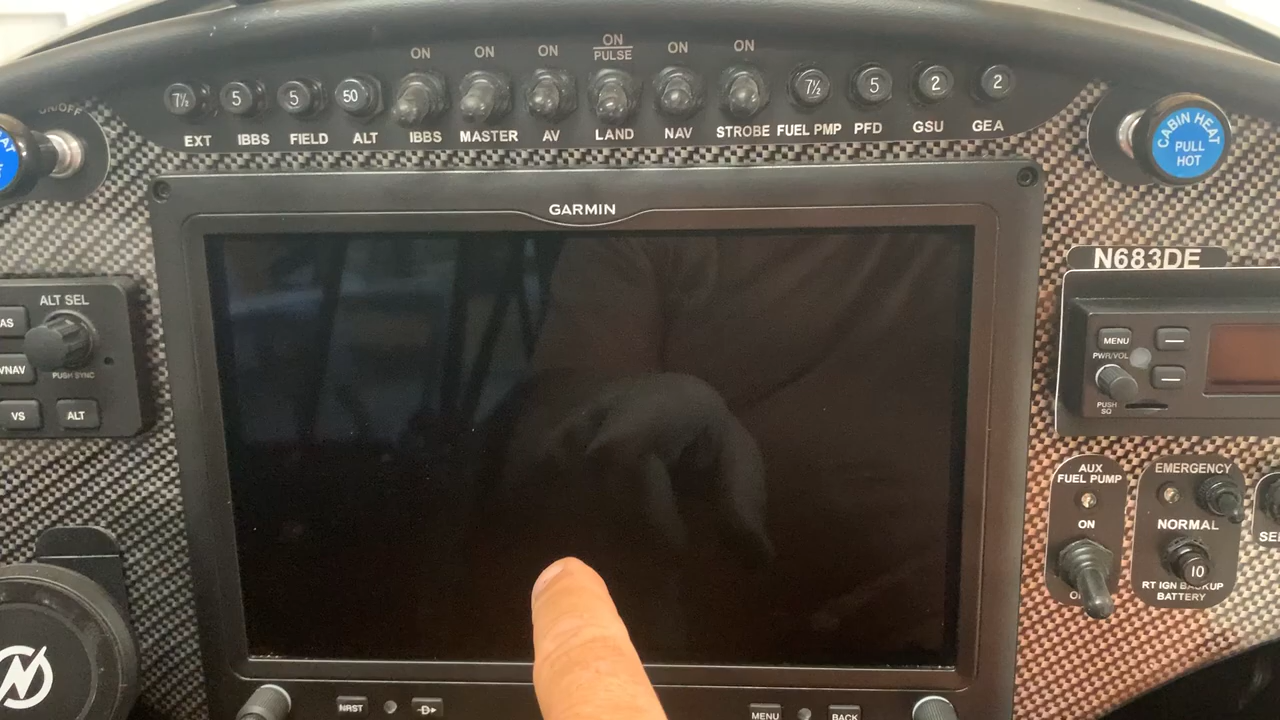 ON
ON
ON
ON
PULSE
ON
ON
7½
5
5
50
7½
5
2
2
EXT
IBBS
FIELD
ALT
IBBS
MASTER
AV
LAND
NAV
STROBE
FUEL PMP
PFD
GSU
GEA
ON/OFF
CABIN HEAT
PULL
HOT
GARMIN
N683DE
ALT SEL
PUSH SYNC
VNAV
VS
ALT
MENU
PWR/VOL
PUSH
SQ
AUX
FUEL PUMP
ON
EMERGENCY
NORMAL
10
RT IGN BACKUP
BATTERY
NRST
D
MENU
BACK